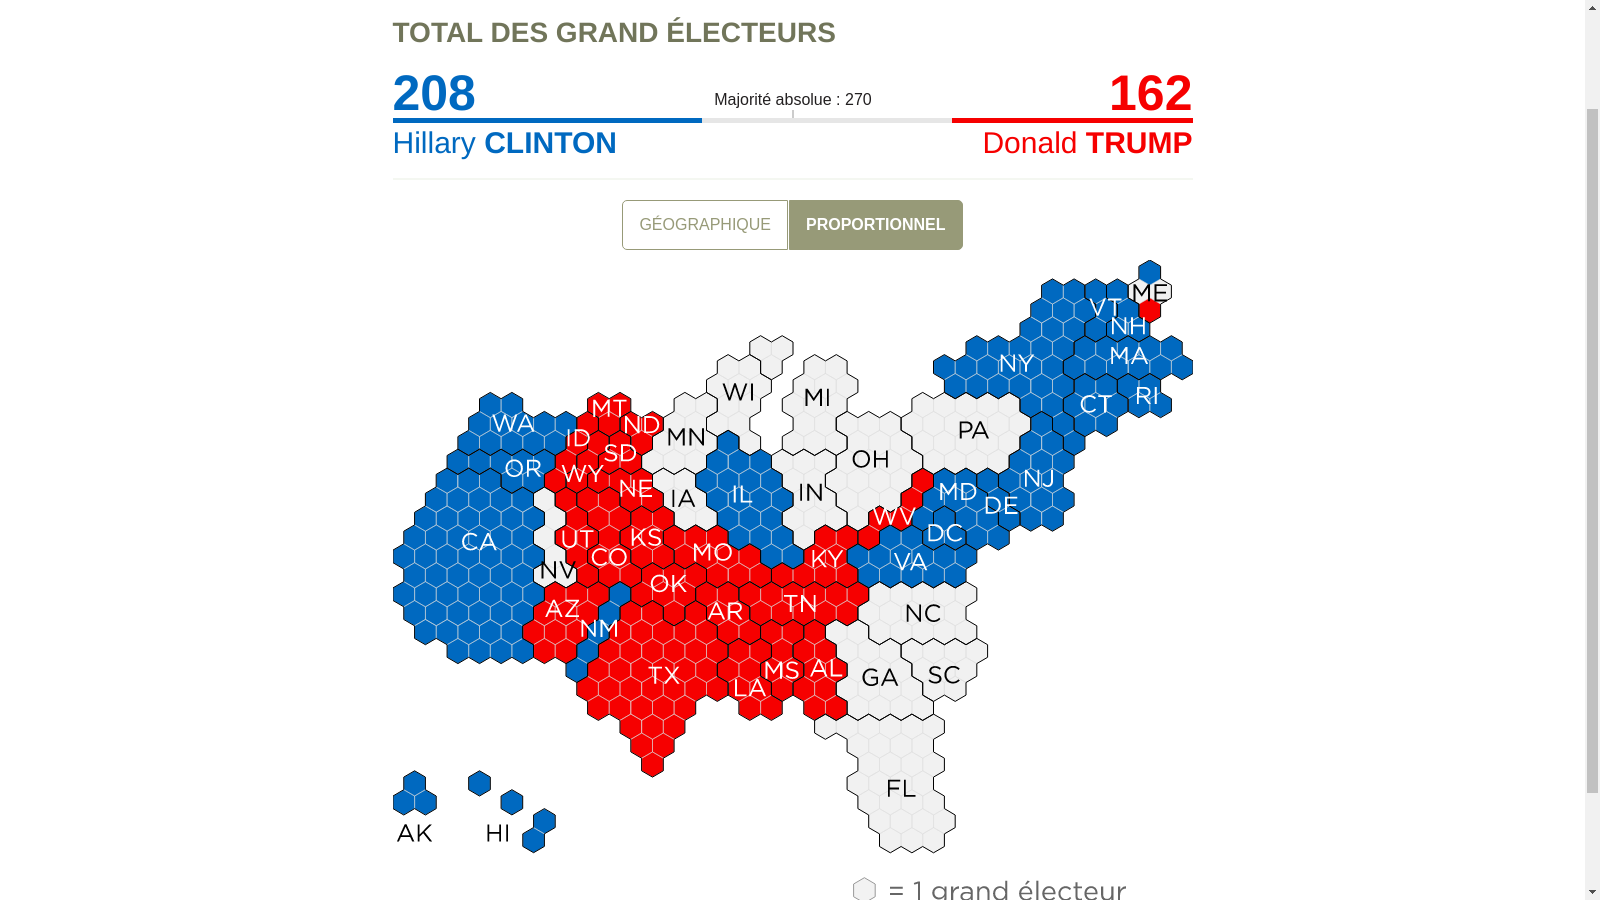 TOTAL DES GRAND ÉLECTEURS
208
Majorité absolue : 270
162
Hillary CLINTON
Donald TRUMP
GÉOGRAPHIQUE
PROPORTIONNEL
ME
VT
NH
MA
NY
WI
MI
RI
CT
MT
WA
ND
PA
MN
ID
SD
OH
OR
WY
NJ
NE
IA
IL
IN
MD
DE
WV
DC
CA
UT
KS
CO
MO
KY
VA
NV
OK
AZ
AR
TN
NC
NM
TX
LA
MS
AL
GA
SC
FL
AK
HI
= 1 grand électeur